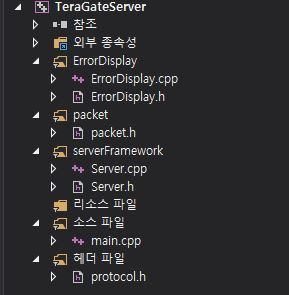 TeraGateServer
참조
외부 종속성
ErrorDisplay
ErrorDisplay.cpp
ErrorDisplay.h
packet
packet.h
serverFramework
Server.cpp
Server.h
리소스 파일
소스 파일
main.cpp
헤더 파일
protocol.h